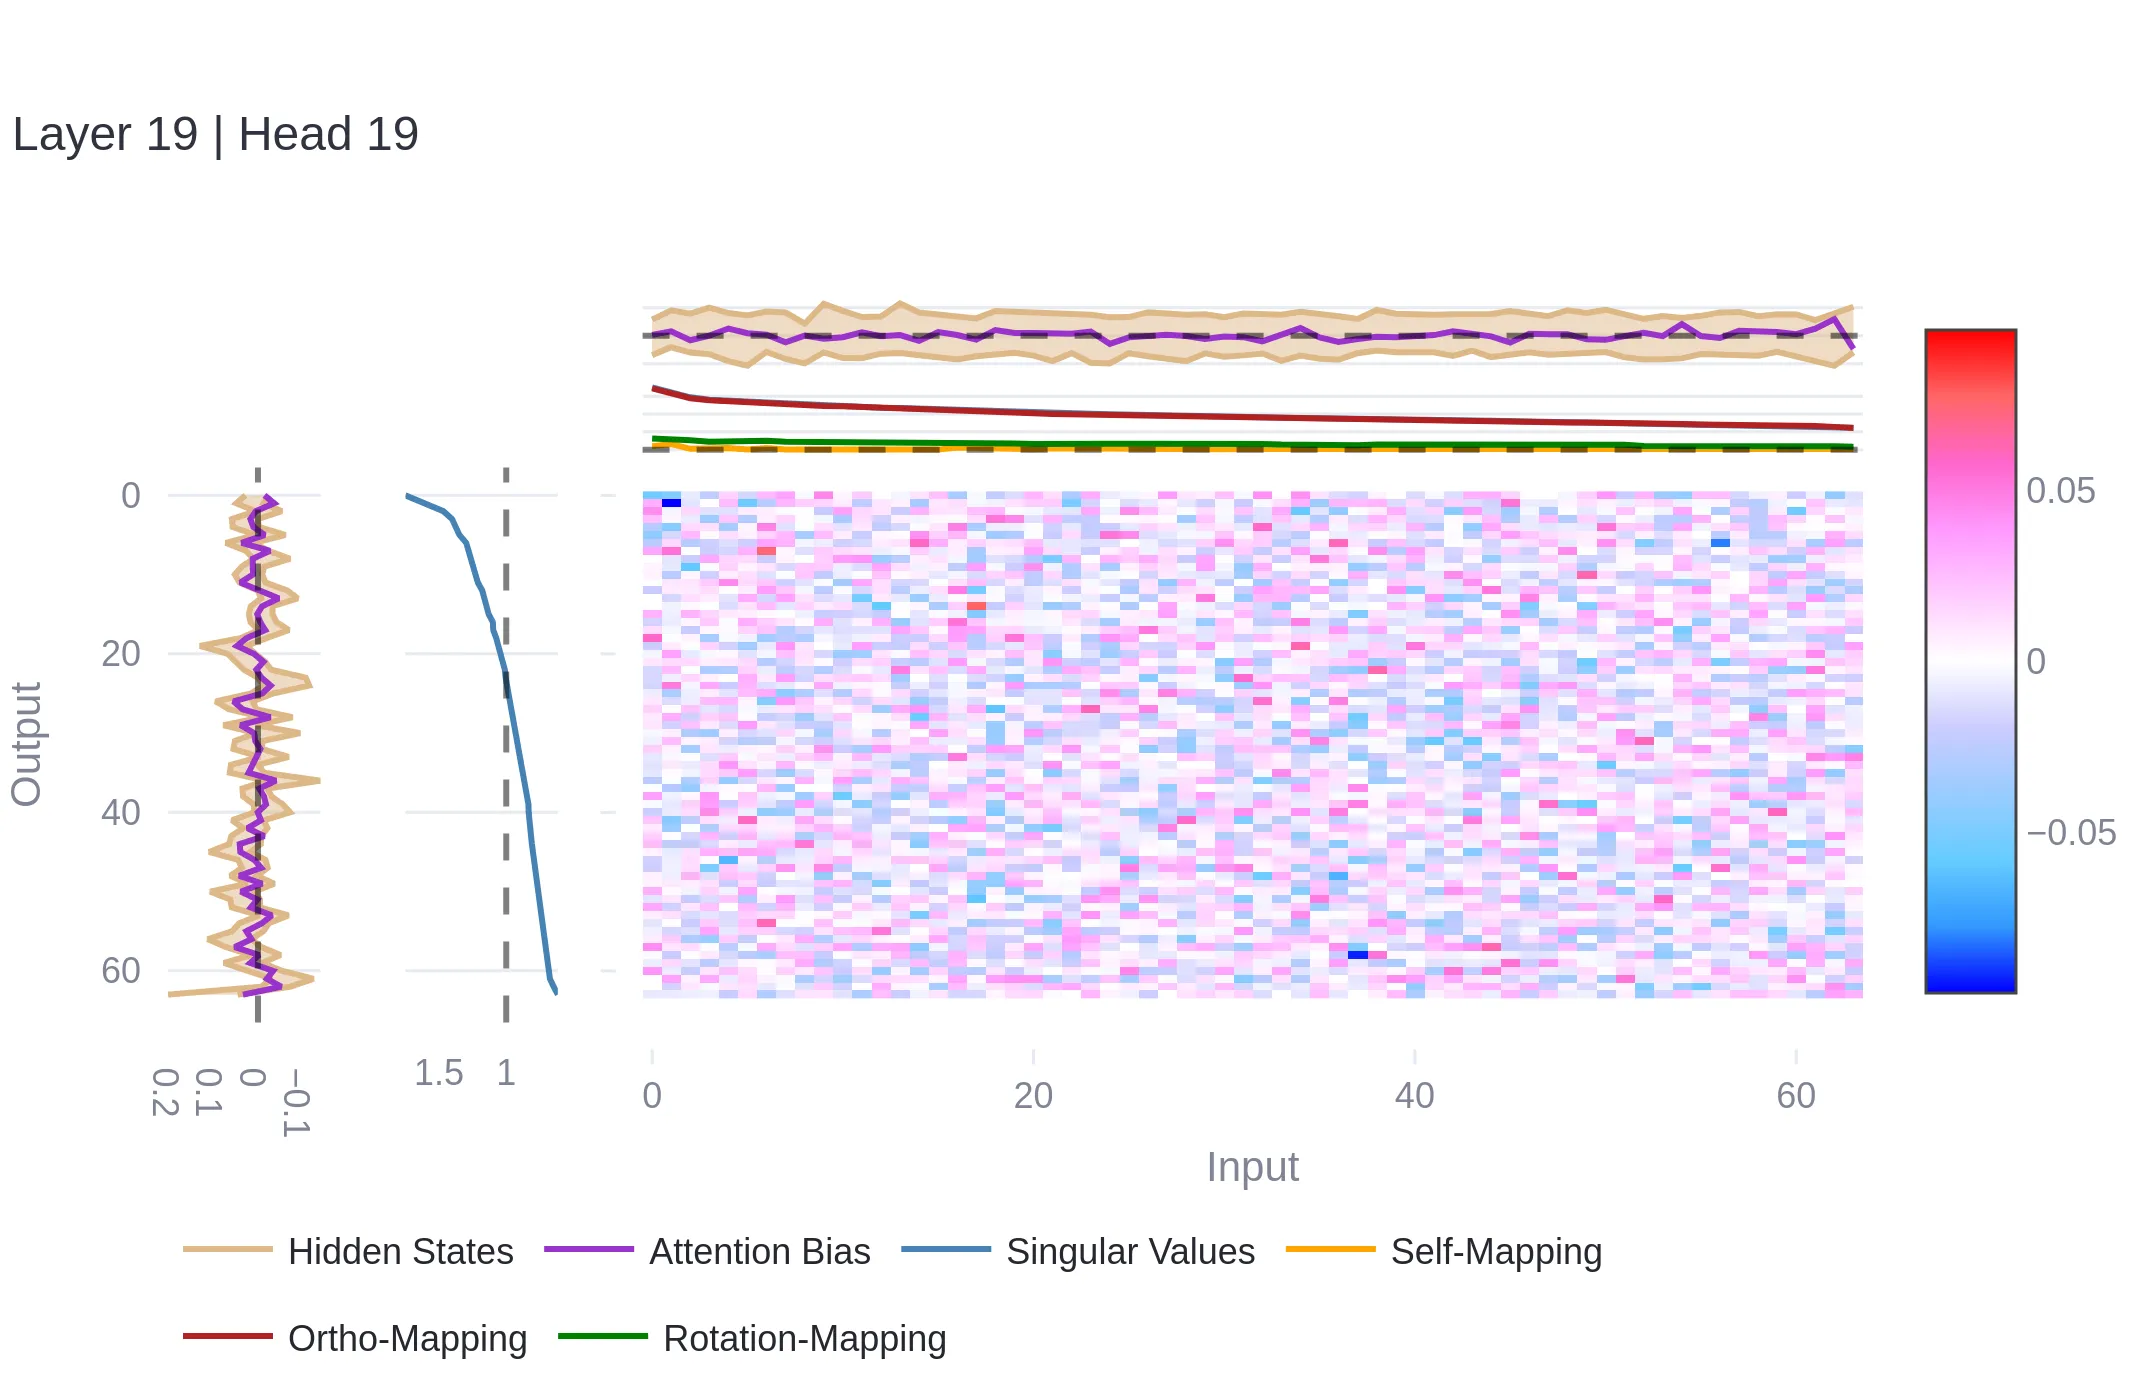 Layer 19 | Head 19
0
20
40
60
Output
0.2
0.1
0
−0.1
1.5
1
0
20
40
60
Input
0.05
0
−0.05
Hidden States
Attention Bias
Singular Values
Self-Mapping
Ortho-Mapping
Rotation-Mapping